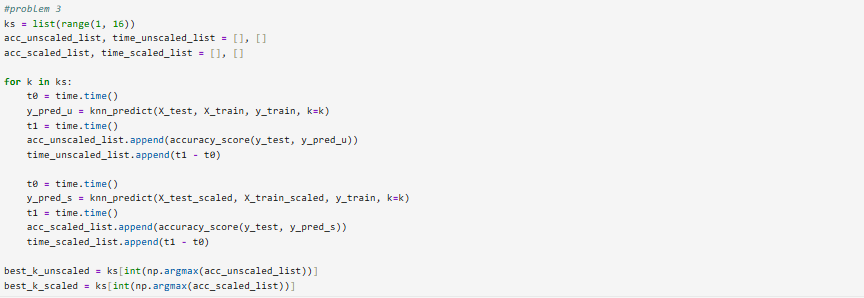 #problem 3
ks = list(range(1, 16))
acc_unscaled_list, time_unscaled_list = [], []
acc_scaled_list, time_scaled_list = [], []

for k in ks:
    t0 = time.time()
    y_pred_u = knn_predict(X_test, X_train, y_train, k=k)
    t1 = time.time()
    acc_unscaled_list.append(accuracy_score(y_test, y_pred_u))
    time_unscaled_list.append(t1 - t0)

    t0 = time.time()
    y_pred_s = knn_predict(X_test_scaled, X_train_scaled, y_train, k=k)
    t1 = time.time()
    acc_scaled_list.append(accuracy_score(y_test, y_pred_s))
    time_scaled_list.append(t1 - t0)

best_k_unscaled = ks[int(np.argmax(acc_unscaled_list))]
best_k_scaled = ks[int(np.argmax(acc_scaled_list))]